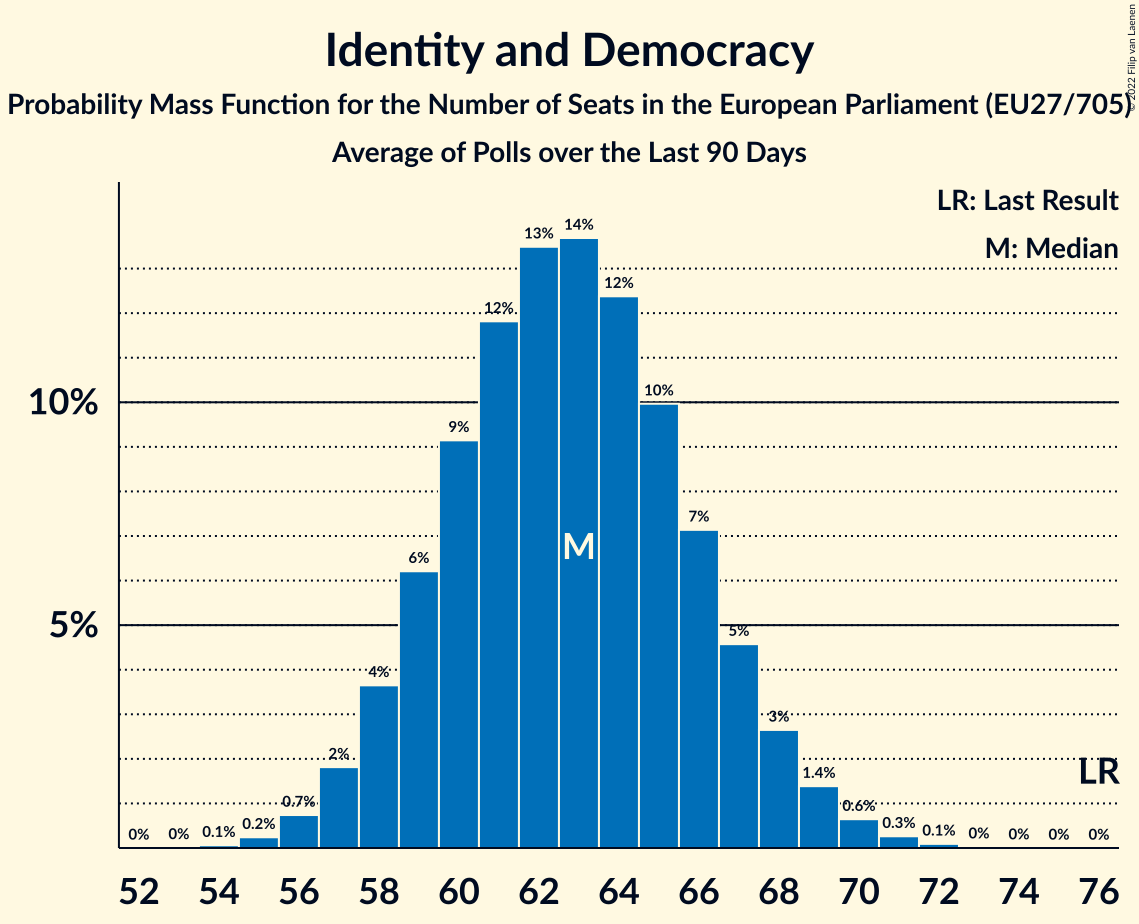 Identity and Democracy
Probability Mass Function for the Number of Seats in the European Parliament (EU27/705)
Average of Polls over the Last 90 Days
© 2022 Filip van Laenen
LR: Last Result
M: Median
10%
5%
0% 0% 0.1% 0.2% 0.7% 2% 4% 6% 9% 12% 13% 14% 12% 10% 7% 5% 3% 1.4% 0.6% 0.3% 0.1% 0% 0% 0% 0%
M
LR
52 54 56 58 60 62 64 66 68 70 72 74 76